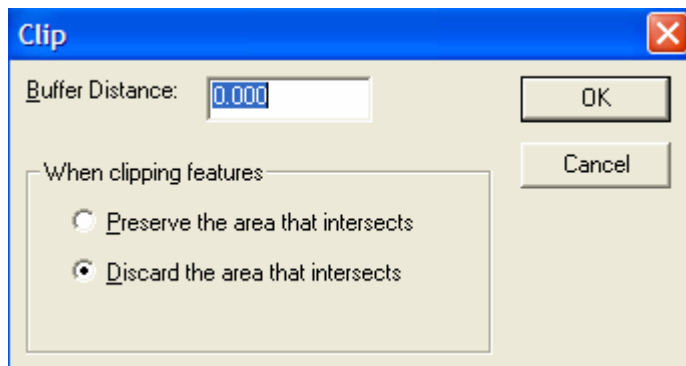 Clip
Buffer Distance: 0.000
OK
When clipping features
Cancel
Preserve the area that intersects
Discard the area that intersects